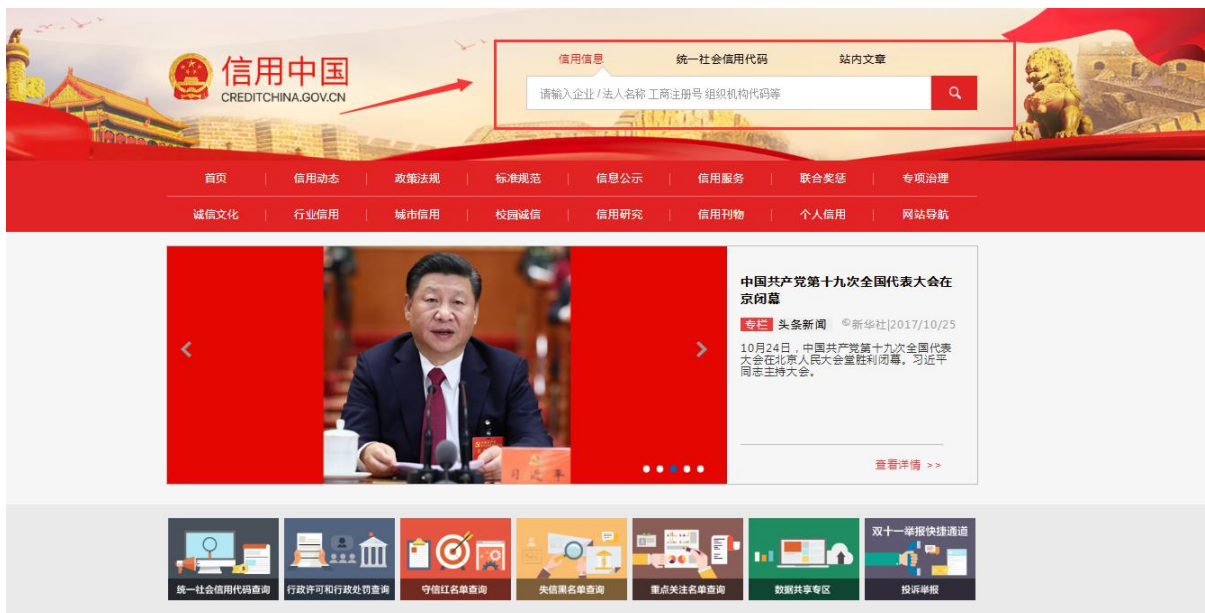 信用中国
CREDITCHINA.GOV.CN
信用信息 统一社会信用代码 站内文章
请输入企业/法人名称 工商注册号 组织机构代码等
首页 | 信用动态 | 政策法规 | 标准规范 | 信息公示 | 信用服务 | 联合奖惩 | 专项治理
诚信文化 | 行业信用 | 城市信用 | 校园诚信 | 信用研究 | 信用刊物 | 个人信用 | 网站导航
习近平
中国共产党第十九次全国代表大会在
京闭幕
专栏 头条新闻 ©新华社|2017/10/25
10月24日，中国共产党第十九次全国代表
大会在北京人民大会堂胜利闭幕。习近平
同志主持大会。
查看详情 >>
双十一举报快捷通道
统一社会信用代码查询 行政许可和行政处罚查询 守信红名单查询 失信黑名单查询 重点关注名单查询 数据共享专区 投诉举报